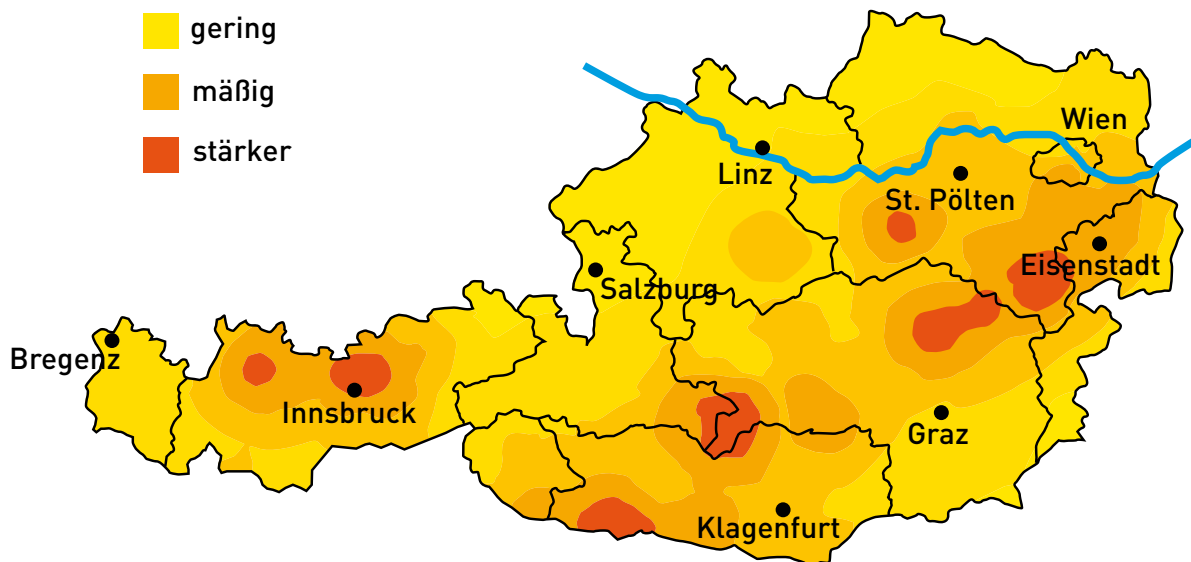 gering
mäßig
stärker
Wien
Linz
St. Pölten
Eisenstadt
Salzburg
Bregenz
Innsbruck
Graz
Klagenfurt